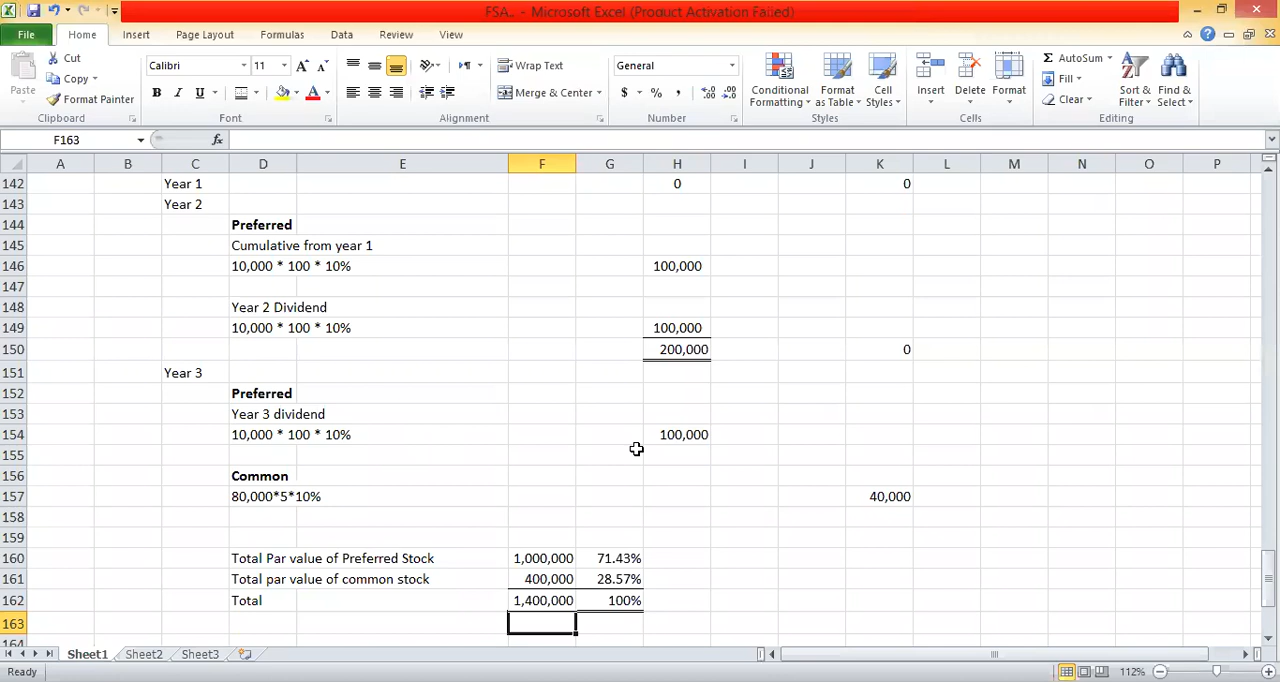 FSA.. - Microsoft Excel (Product Activation Failed)
File Home Insert Page Layout Formulas Data Review View
Paste Cut Calibri 11 Wrap Text General Conditional Formatting Format as Table Cell Styles Insert Delete Format AutoSum Sort & Filter Find & Select
Copy Merge & Center Fill
Format Painter Clear
Clipboard Font Alignment Number Styles Cells Editing
F163 fx
A B C D E F G H I J K L M N O P
142 Year 1 0 0
143 Year 2
144 Preferred
145 Cumulative from year 1
146 10,000 * 100 * 10% 100,000
147
148 Year 2 Dividend
149 10,000 * 100 * 10% 100,000
150 200,000 0
151 Year 3
152 Preferred
153 Year 3 dividend
154 10,000 * 100 * 10% 100,000
155
156 Common
157 80,000*5*10% 40,000
158
159
160 Total Par value of Preferred Stock 1,000,000 71.43%
161 Total par value of common stock 400,000 28.57%
162 Total 1,400,000 100%
163
164
Sheet1 Sheet2 Sheet3
Ready 112%